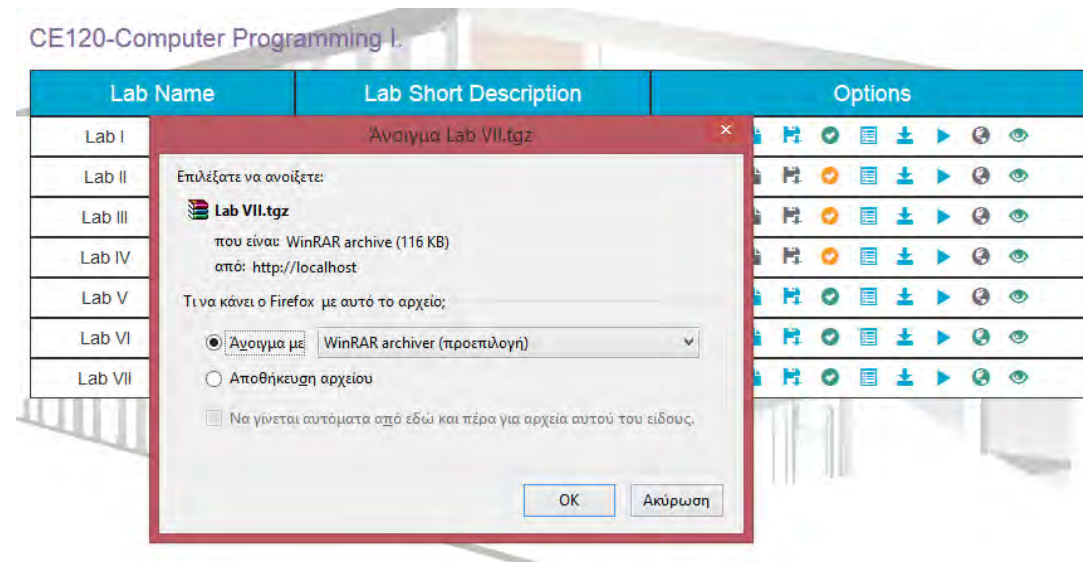 CE120-Computer Programming I.
Lab Name Lab Short Description Options
Άνοιγμα Lab VII.tgz
Lab I
Επιλέξατε να ανοίξετε:
Lab II
Lab VII.tgz
Lab III
που είναι: WinRAR archive (116 KB)
Lab IV
από: http://localhost
Lab V
Τι να κάνει ο Firefox με αυτό το αρχείο;
Lab VI
Άνοιγμα με WinRAR archiver (προεπιλογή)
Lab VII
Αποθήκευση αρχείου
Να γίνεται αυτόματα από εδώ και πέρα για αρχεία αυτού του είδους.
OK Ακύρωση